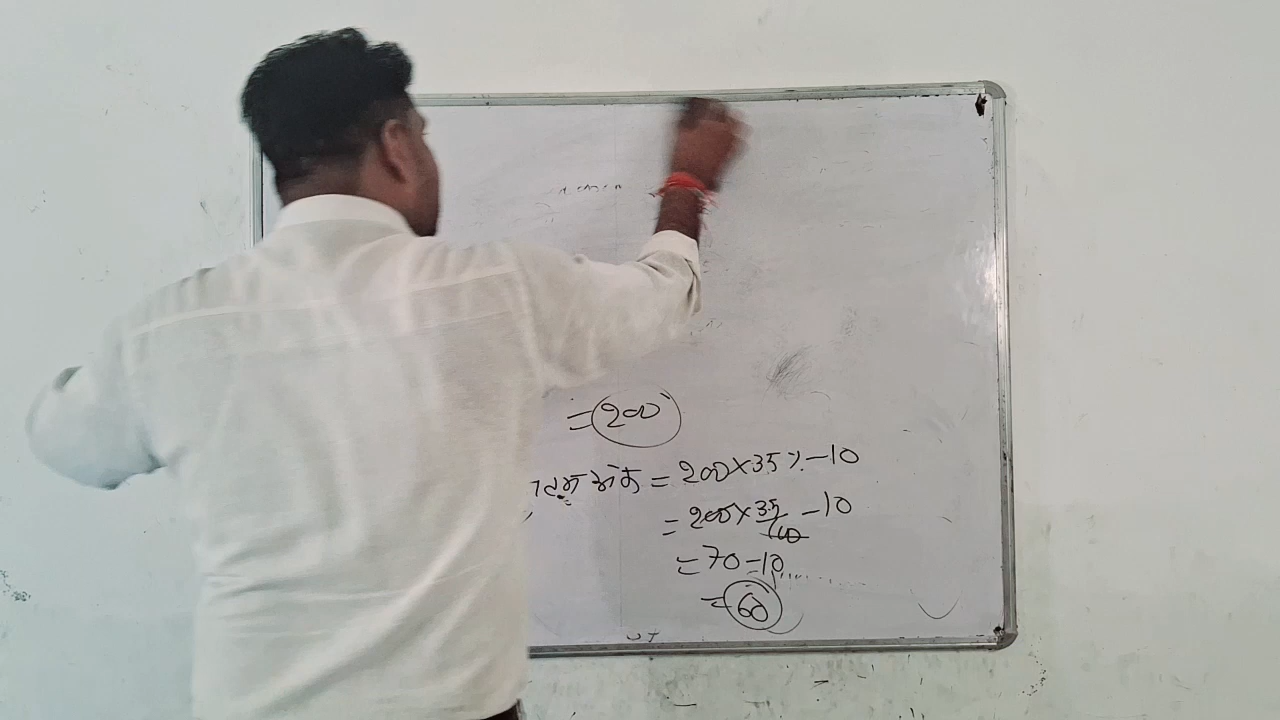 = 200
अंक = 200 × 35 % - 10
= 200 × 35/100 - 10
= 70 - 10
= 60